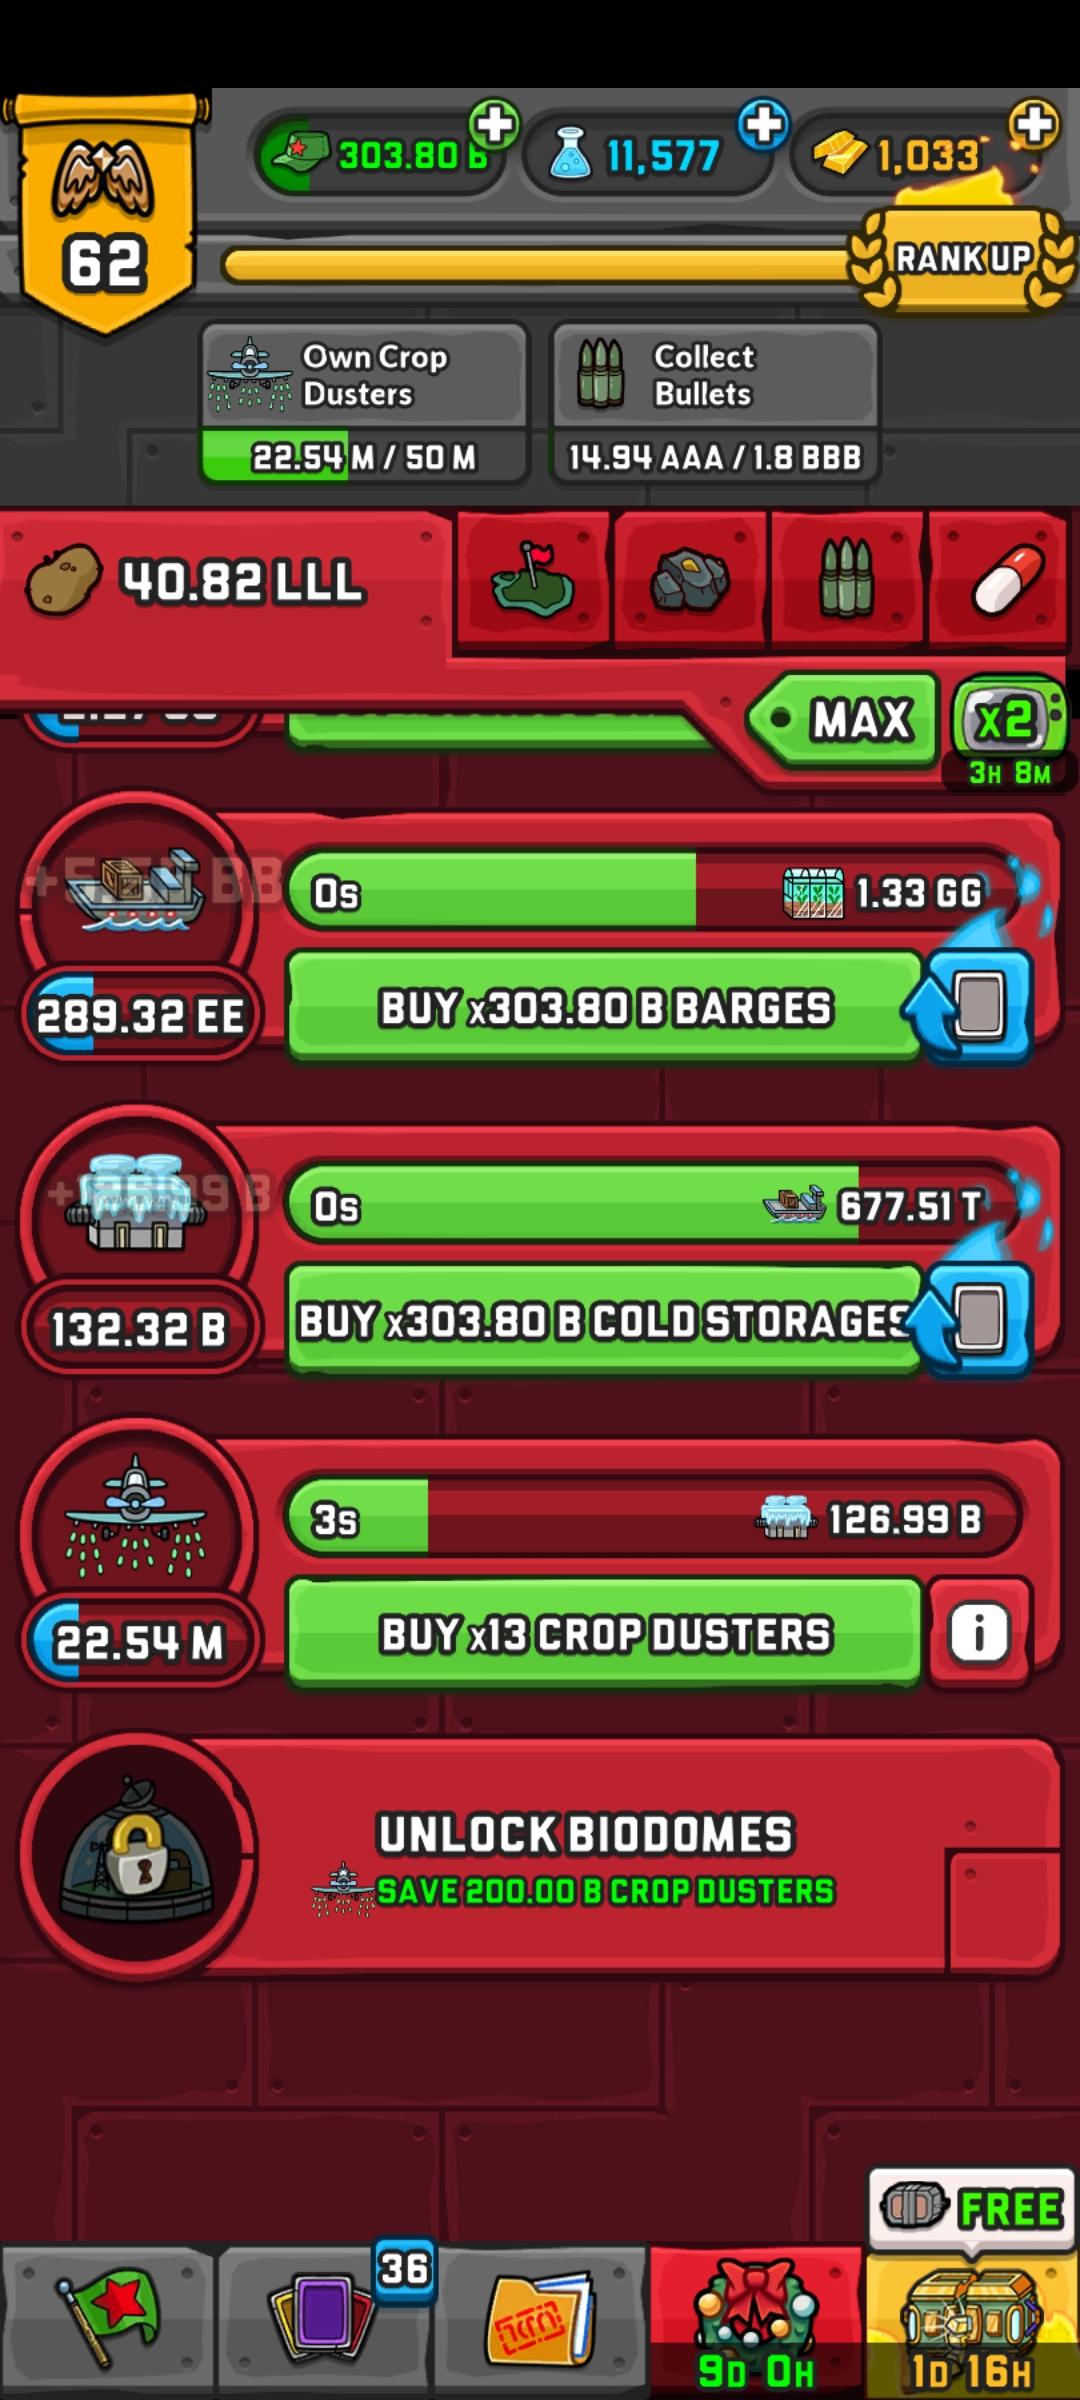 303.80 B
11,577
1,033
62
RANK UP
Own Crop
Dusters
22.54 M / 50 M
Collect
Bullets
14.94 AAA / 1.8 BBB
40.82 LLL
MAX
x2
3H 8M
0s
1.33 GG
289.32 EE
BUY x303.80 B BARGES
0s
677.51 T
132.32 B
BUY x303.80 B COLD STORAGES
3s
126.99 B
22.54 M
BUY x13 CROP DUSTERS
i
UNLOCK BIODOMES
SAVE 200.00 B CROP DUSTERS
FREE
36
9D 0H
1D 16H